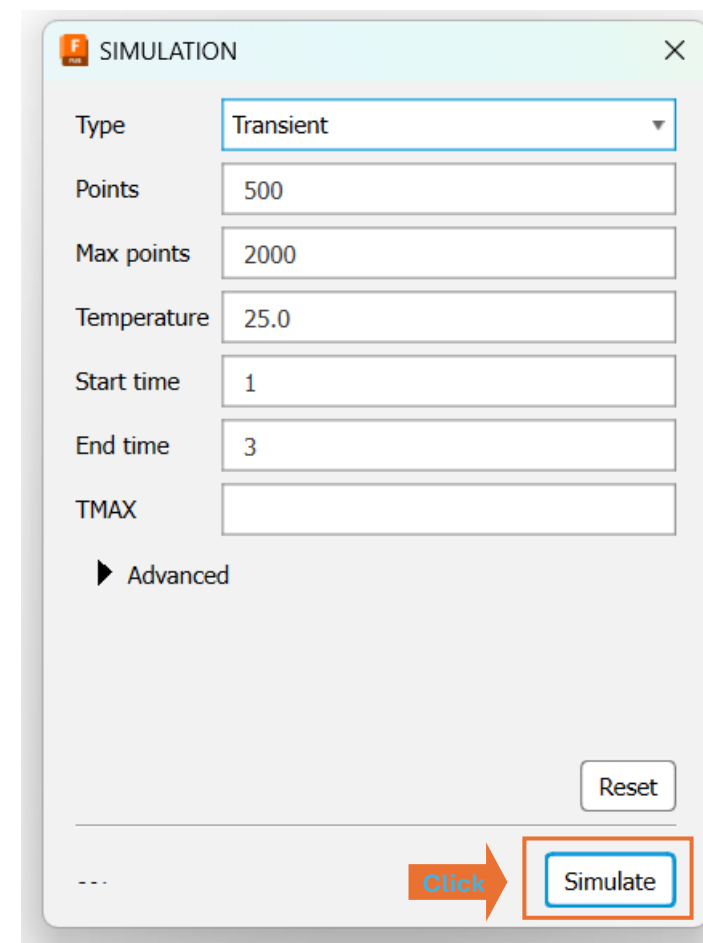 SIMULATION
Type Transient
Points 500
Max points 2000
Temperature 25.0
Start time 1
End time 3
TMAX
Advanced
Reset
Click Simulate